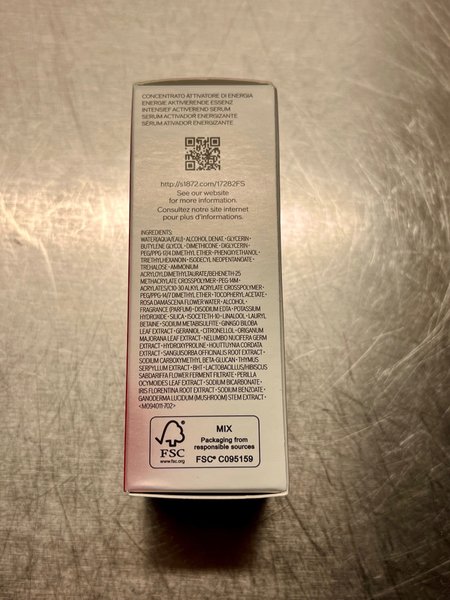 CONCENTRATO ATTIVATORE DI ENERGIA
ENERGIE AKTIVIERENDE ESSENZ
INTENSIEF ACTIVEREND SERUM
SERUM ACTIVADOR ENERGIZANTE
SÉRUM ATIVADOR ENERGIZANTE
http://s1872.com/17282FS
See our website
for more information.
Consultez notre site internet
pour plus d'informations.
INGREDIENTS:
WATER(AQUA/EAU)･ALCOHOL DENAT.･GLYCERIN･
BUTYLENE GLYCOL･DIMETHICONE･DIGLYCERIN･
PEG/PPG-17/4 DIMETHYL ETHER･PHENOXYETHANOL･
TRIETHYLHEXANOIN･ISODECYL NEOPENTANOATE･
TREHALOSE･AMMONIUM
ACRYLOYLDIMETHYLTAURATE/BEHENETH-25
METHACRYLATE CROSSPOLYMER･PEG-14M･
ACRYLATES/C10-30 ALKYL ACRYLATE CROSSPOLYMER･
PEG/PPG-14/7 DIMETHYL ETHER･TOCOPHERYL ACETATE･
ROSA DAMASCENA FLOWER WATER･ALCOHOL･
FRAGRANCE (PARFUM)･DISODIUM EDTA･POTASSIUM
HYDROXIDE･SILICA･ISOCETETH-10･LINALOOL･LAURYL
BETAINE･SODIUM METABISULFITE･GINKGO BILOBA
LEAF EXTRACT･GERANIOL･CITRONELLOL･ORIGANUM
MAJORANA LEAF EXTRACT･NELUMBO NUCIFERA GERM
EXTRACT･HYDROXYPROLINE･HOUTTUYNIA CORDATA
EXTRACT･SANGUISORBA OFFICINALIS ROOT EXTRACT･
SODIUM CARBOXYMETHYL BETA-GLUCAN･THYMUS
SERPYLLUM EXTRACT･BHT･LACTOBACILLUS/HIBISCUS
SABDARIFFA FLOWER FERMENT FILTRATE･PERILLA
OCYMOIDES LEAF EXTRACT･SODIUM BICARBONATE･
IRIS FLORENTINA ROOT EXTRACT･SODIUM BENZOATE･
GANODERMA LUCIDUM (MUSHROOM) STEM EXTRACT･
<M094011-702>
FSC
www.fsc.org
MIX
Packaging from
responsible sources
FSC® C095159